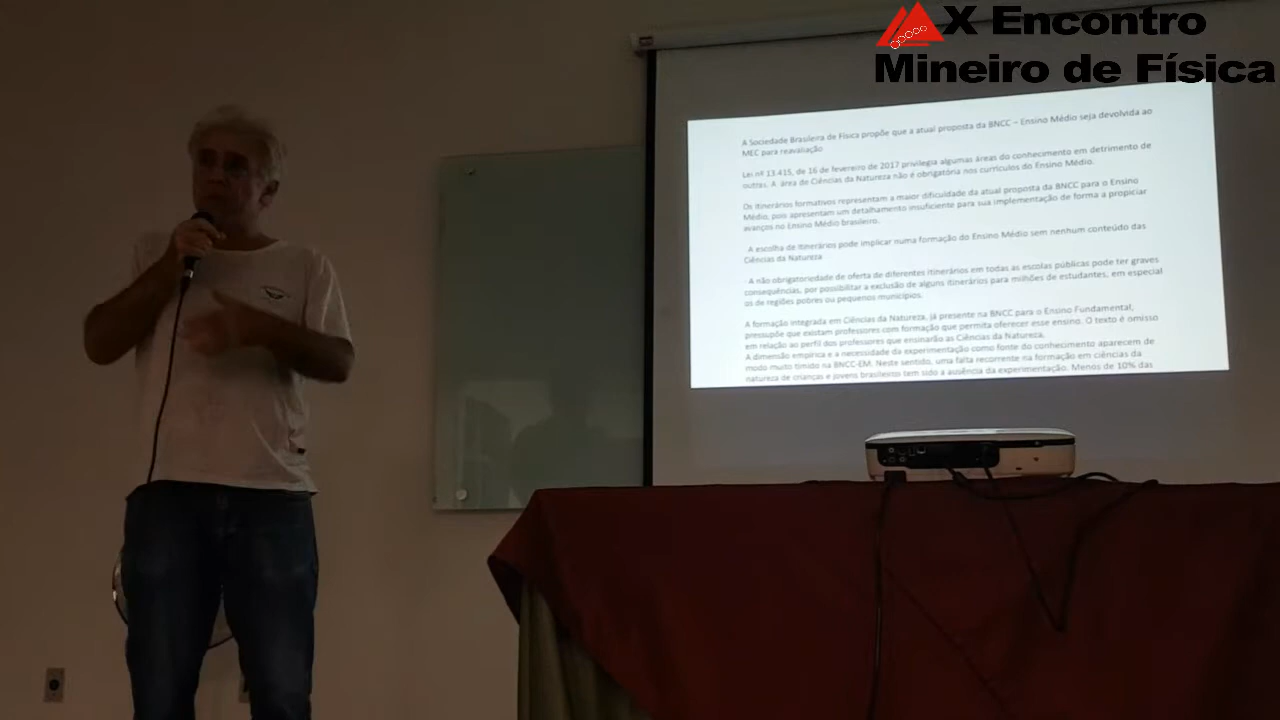 X Encontro
Mineiro de Física
A Sociedade Brasileira de Física propõe que a atual proposta da BNCC – Ensino Médio seja devolvida ao
MEC para reavaliação
Lei nº 13.415, de 16 de fevereiro de 2017 privilegia algumas áreas do conhecimento em detrimento de
outras. A área de Ciências da Natureza não é obrigatória nos currículos do Ensino Médio.
Os Itinerários formativos representam a maior dificuldade da atual proposta da BNCC para o Ensino
Médio, pois apresentam um detalhamento insuficiente para sua implementação de forma a propiciar
avanços no Ensino Médio brasileiro.
A escolha de Itinerários pode implicar numa formação do Ensino Médio sem nenhum conteúdo das
Ciências da Natureza
A não obrigatoriedade de oferta de diferentes itinerários em todas as escolas públicas pode ter graves
consequências, por possibilitar a exclusão de alguns itinerários para milhões de estudantes, em especial
os de regiões pobres ou pequenos municípios.
A formação integrada em Ciências da Natureza, já presente na BNCC para o Ensino Fundamental,
pressupõe que existam professores com formação que permita oferecer esse ensino. O texto é omisso
em relação ao perfil dos professores que ensinarão as Ciências da Natureza.
A dimensão empírica e a necessidade da experimentação como fonte do conhecimento aparecem de
modo muito tímido na BNCC-EM. Neste sentido, uma falta recorrente na formação em ciências da
natureza de crianças e jovens brasileiros tem sido a ausência da experimentação. Menos de 10% das